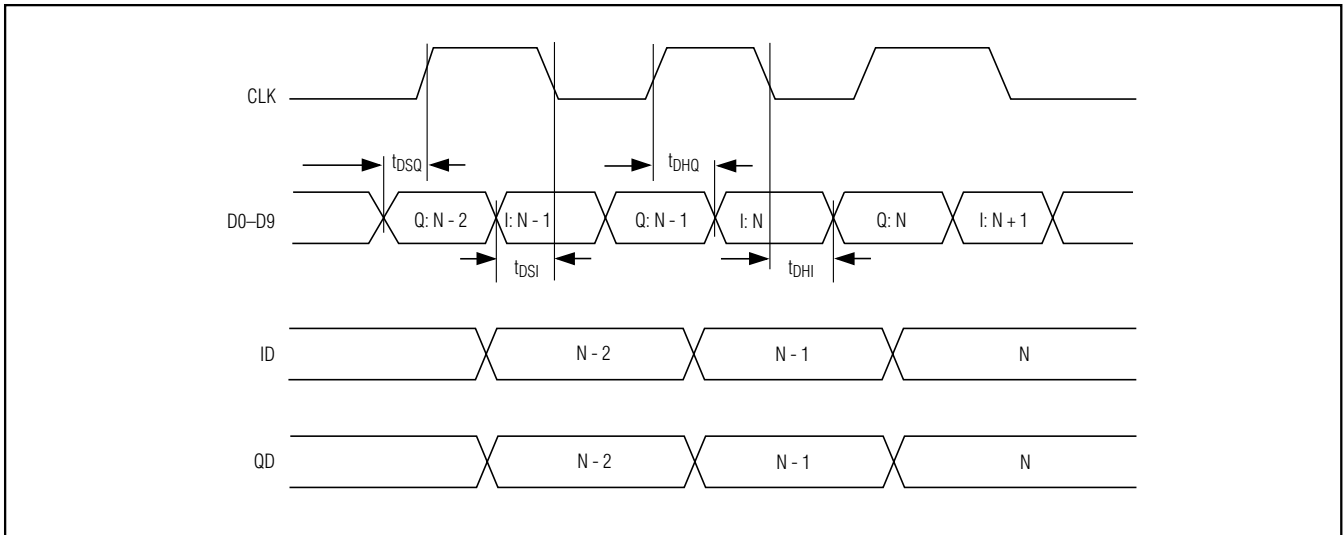 CLK
tDSQ
tDHQ
D0–D9
Q: N - 2
I: N - 1
Q: N - 1
I: N
Q: N
I: N + 1
tDSI
tDHI
ID
N - 2
N - 1
N
QD
N - 2
N - 1
N